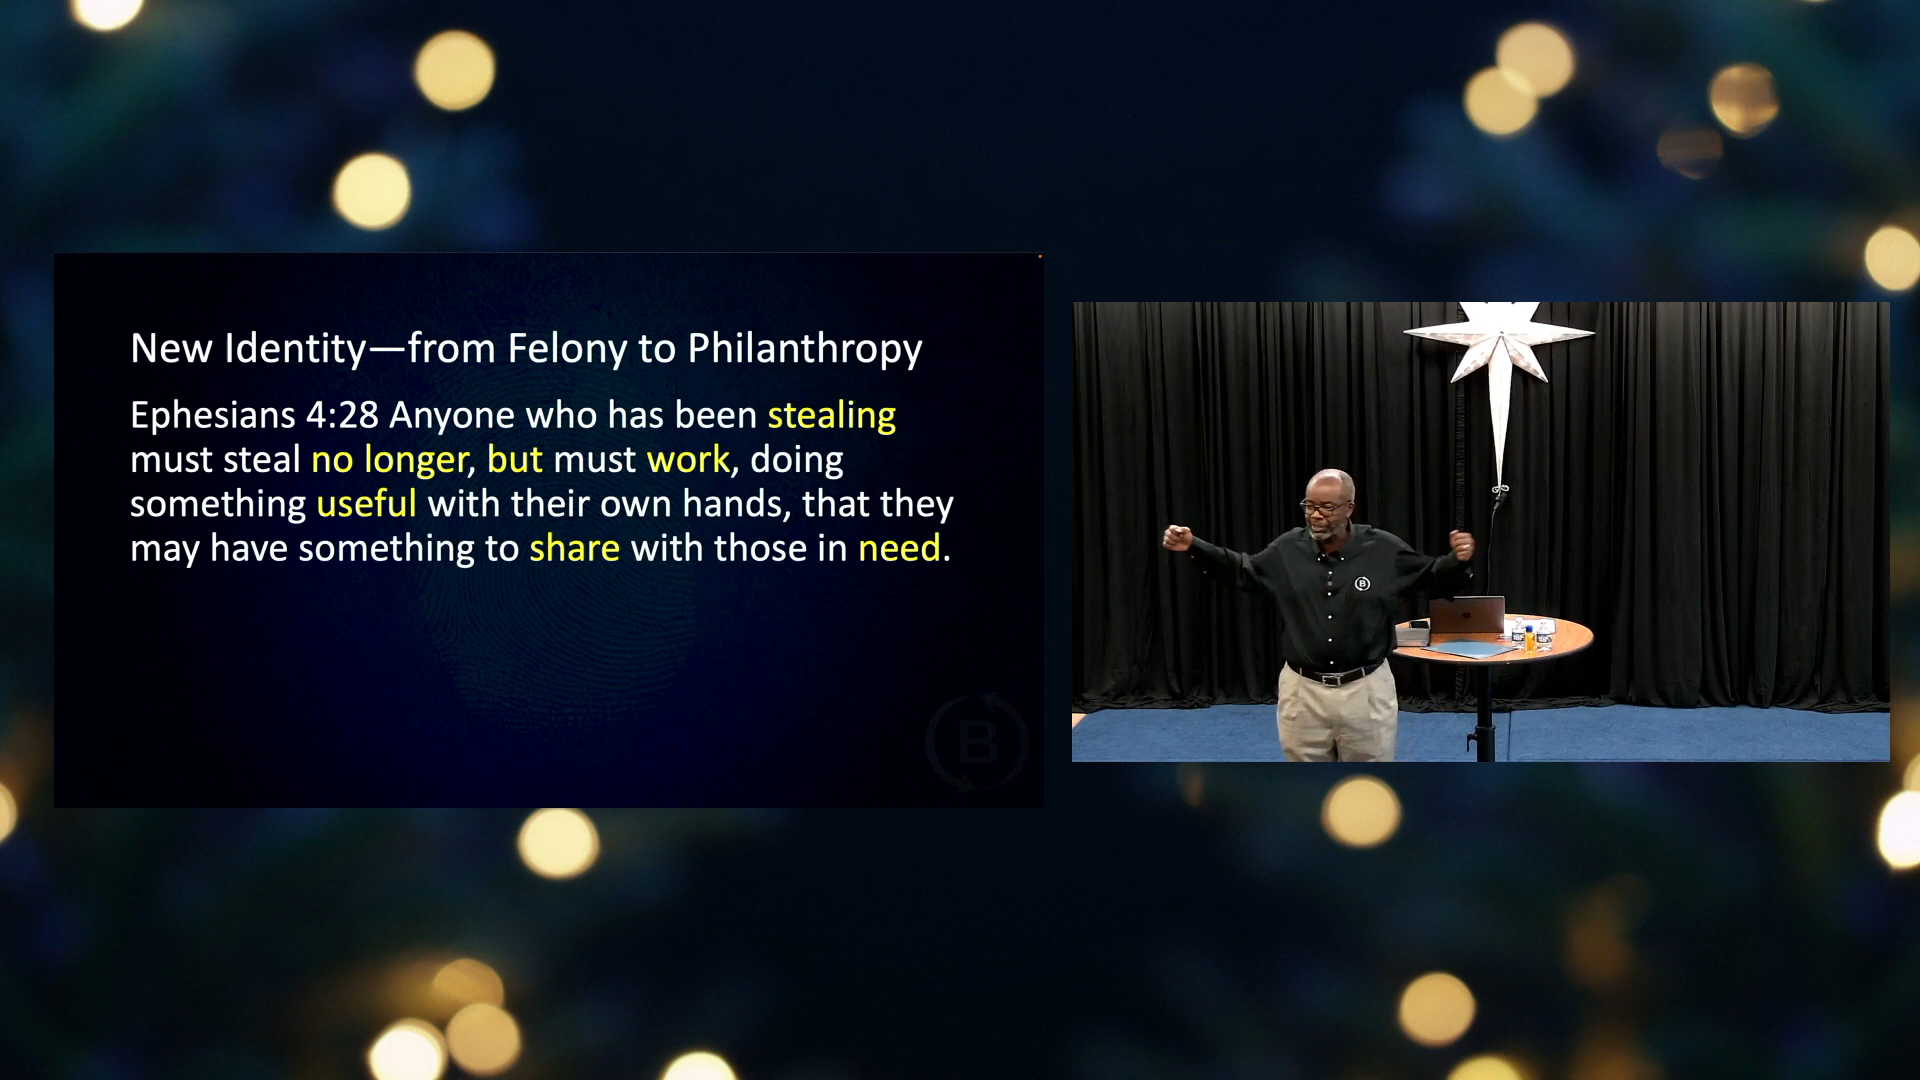 New Identity—from Felony to Philanthropy
Ephesians 4:28 Anyone who has been stealing
must steal no longer, but must work, doing
something useful with their own hands, that they
may have something to share with those in need.
B
B